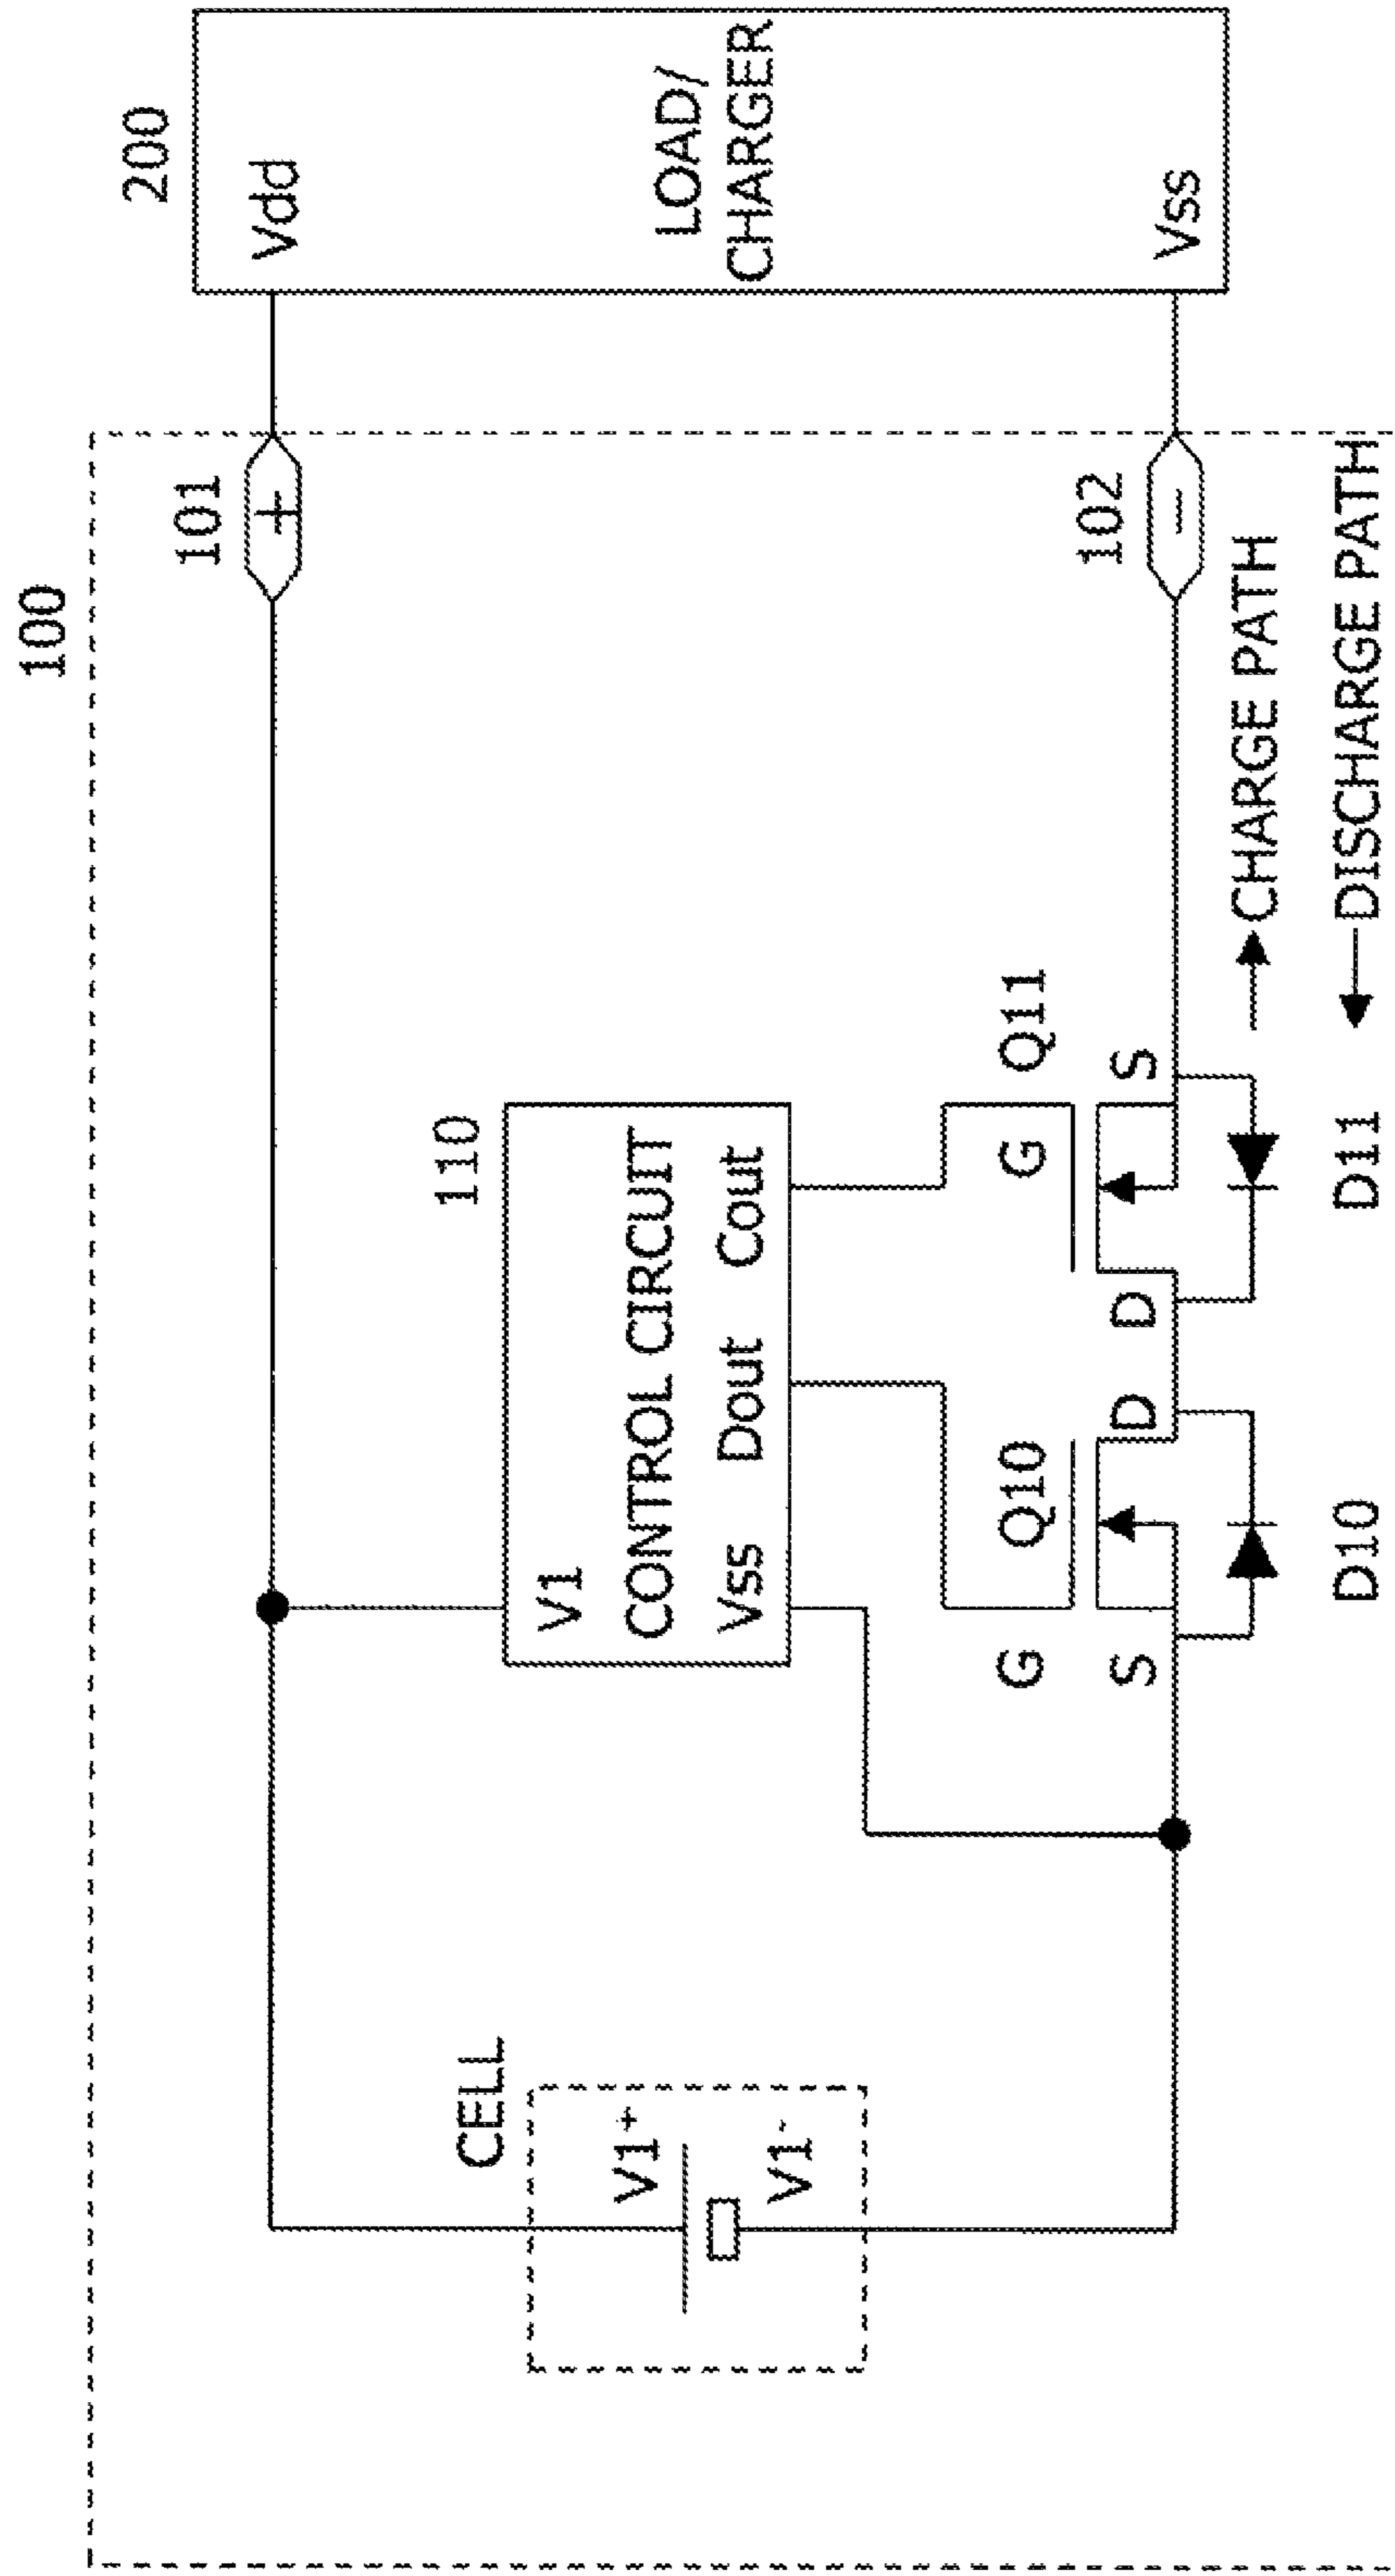 100
200
101
+
Vdd
CELL
110
V1
V1+
CONTROL CIRCUIT
LOAD/
CHARGER
V1-
Vss Dout Cout
G Q10
G Q11
102
-
S D D S
Vss
CHARGE PATH
D10 D11
DISCHARGE PATH